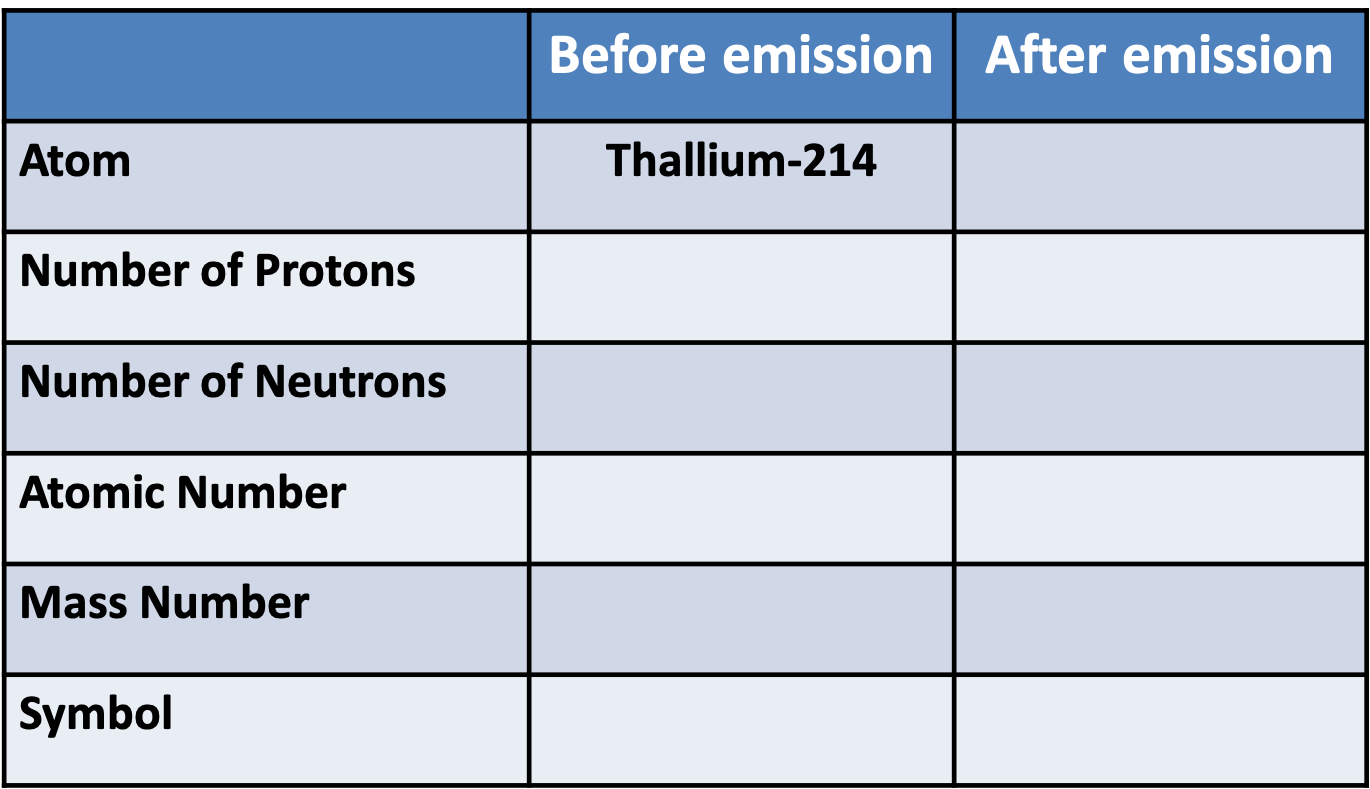 Before emission After emission
Atom Thallium-214
Number of Protons
Number of Neutrons
Atomic Number
Mass Number
Symbol